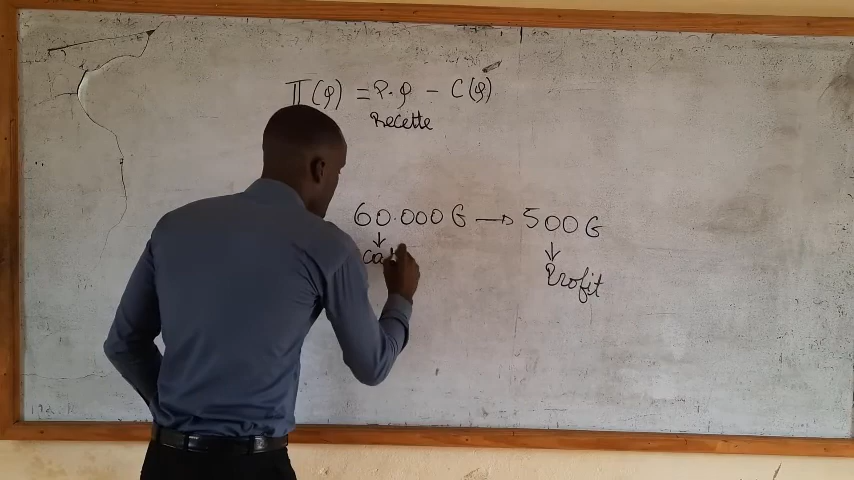 π(q) = P.q - C(q)
Recette
60.000 G → 500 G
↓ ↓
Profit